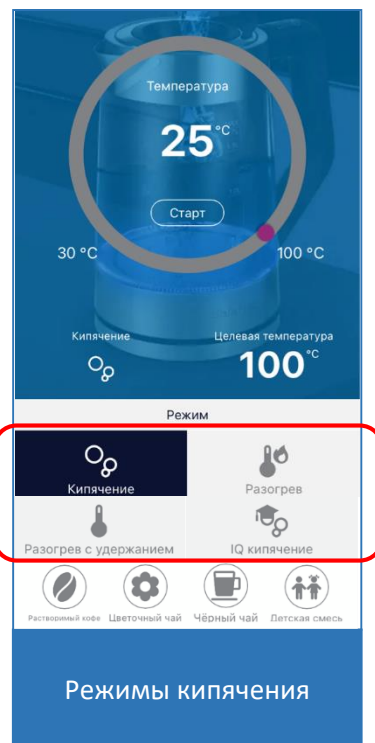 Температура
25°C
Старт
30 °C 100 °C
Кипячение Целевая температура
100°C
Режим
Кипячение Разогрев
Разогрев с удержанием IQ кипячение
Растворимый кофе Цветочный чай Чёрный чай Детская смесь
Режимы кипячения